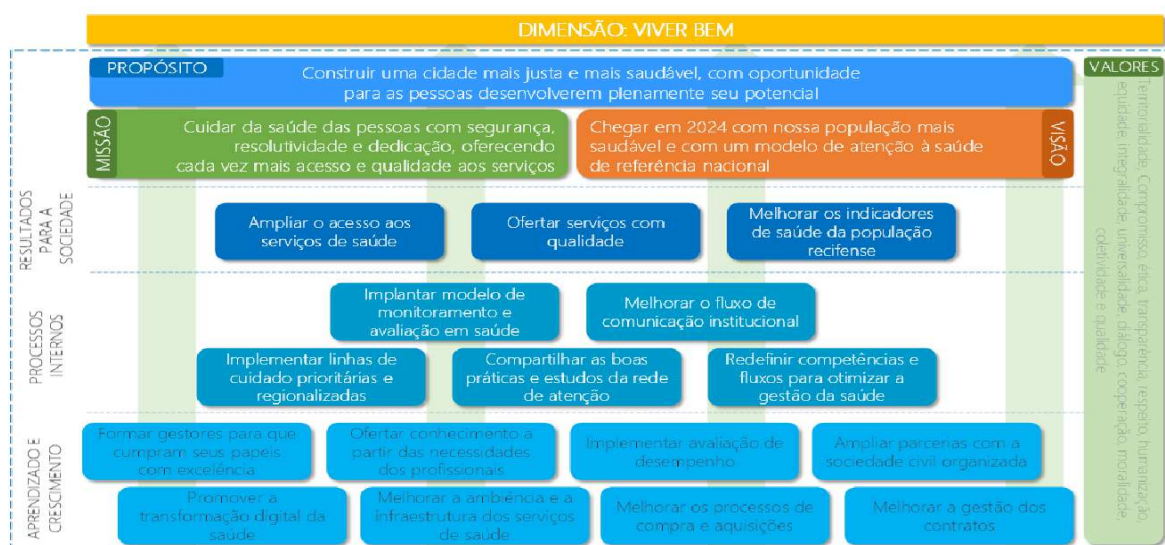 DIMENSÃO: VIVER BEM
PROPÓSITO
Construir uma cidade mais justa e mais saudável, com oportunidade
para as pessoas desenvolverem plenamente seu potencial
VALORES
Territorialidade, Compromisso, ética, transparência, respeito, humanização,
equidade, integralidade, universalidade, diálogo, cooperação, moralidade,
coletividade e qualidade
MISSÃO
Cuidar da saúde das pessoas com segurança,
resolutividade e dedicação, oferecendo
cada vez mais acesso e qualidade aos serviços
Chegar em 2024 com nossa população mais
saudável e com um modelo de atenção à saúde
de referência nacional
VISÃO
RESULTADOS
PARA A
SOCIEDADE
Ampliar o acesso aos
serviços de saúde
Ofertar serviços com
qualidade
Melhorar os indicadores
de saúde da população
recifense
PROCESSOS
INTERNOS
Implantar modelo de
monitoramento e
avaliação em saúde
Melhorar o fluxo de
comunicação institucional
Implementar linhas de
cuidado prioritárias e
regionalizadas
Compartilhar as boas
práticas e estudos da rede
de atenção
Redefinir competências e
fluxos para otimizar a
gestão da saúde
APRENDIZADO E
CRESCIMENTO
Formar gestores para que
cumpram seus papeis
com excelência
Ofertar conhecimento a
partir das necessidades
dos profissionais
Implementar avaliação de
desempenho
Ampliar parcerias com a
sociedade civil organizada
Promover a
transformação digital da
saúde
Melhorar a ambiência e a
infraestrutura dos serviços
de saúde
Melhorar os processos de
compra e aquisições
Melhorar a gestão dos
contratos